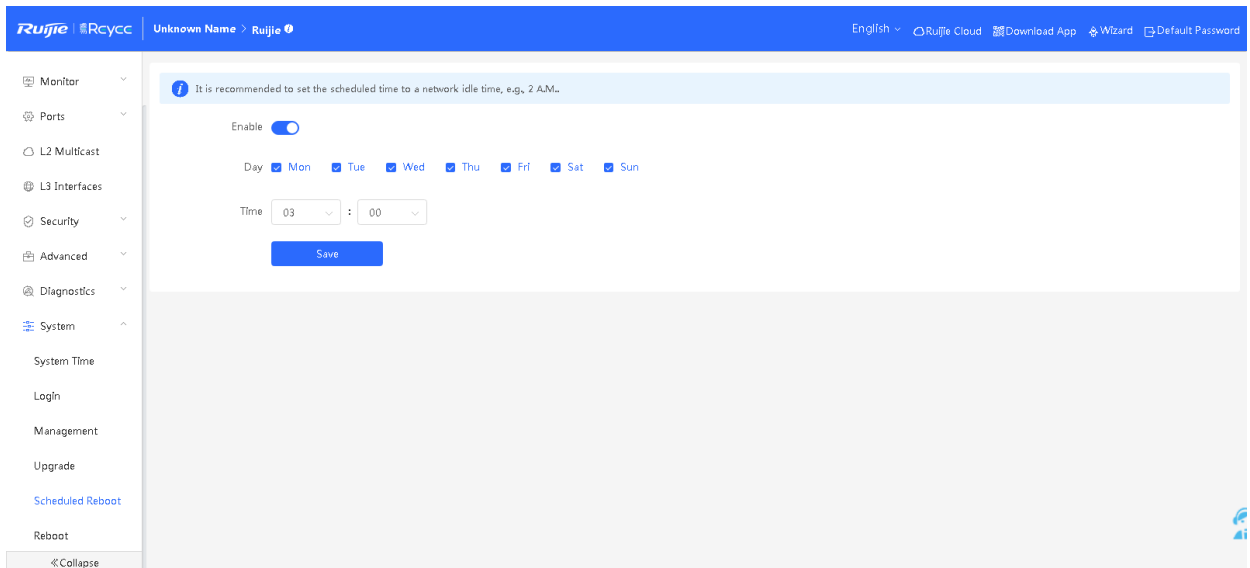 Ruijie Rcycc Unknown Name > Ruijie English Ruijie Cloud Download App Wizard Default Password
Monitor
Ports
L2 Multicast
L3 Interfaces
Security
Advanced
Diagnostics
System
System Time
Login
Management
Upgrade
Scheduled Reboot
Reboot
«Collapse
It is recommended to set the scheduled time to a network idle time, e.g., 2 A.M..
Enable
Day Mon Tue Wed Thu Fri Sat Sun
Time 03 : 00
Save